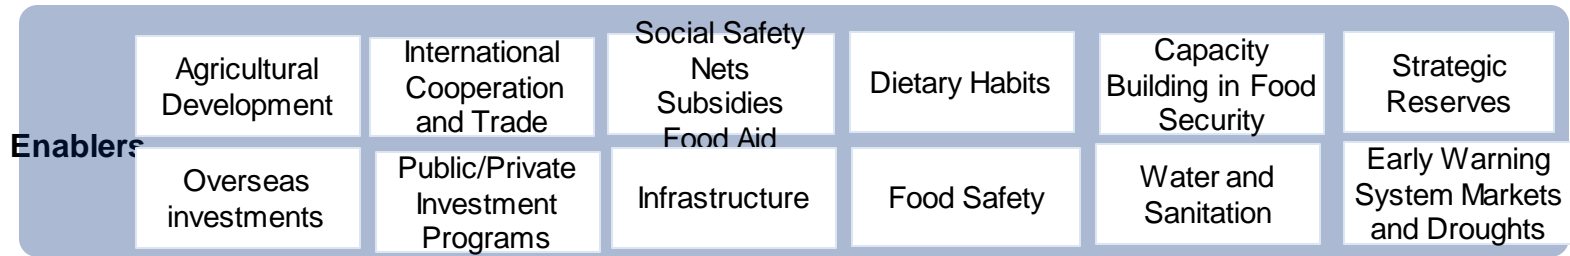 Enablers
Agricultural
Development
International
Cooperation
and Trade
Social Safety
Nets
Subsidies
Food Aid
Dietary Habits
Capacity
Building in Food
Security
Strategic
Reserves
Overseas
investments
Public/Private
Investment
Programs
Infrastructure
Food Safety
Water and
Sanitation
Early Warning
System Markets
and Droughts